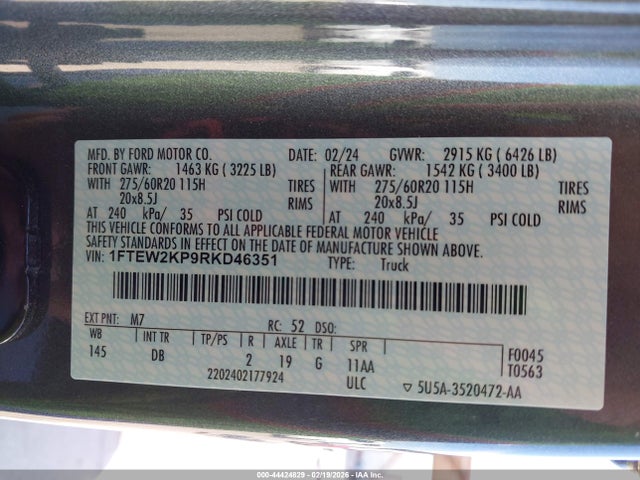 MFD. BY FORD MOTOR CO. DATE: 02/24 GVWR: 2915 KG ( 6426 LB)
FRONT GAWR: 1463 KG ( 3225 LB) REAR GAWR: 1542 KG ( 3400 LB)
WITH 275/60R20 115H TIRES WITH 275/60R20 115H TIRES
20x8.5J RIMS 20x8.5J RIMS
AT 240 kPa/ 35 PSI COLD AT 240 kPa/ 35 PSI COLD
THIS VEHICLE CONFORMS TO ALL APPLICABLE FEDERAL MOTOR VEHICLE
SAFETY STANDARDS IN EFFECT ON THE DATE OF MANUFACTURE SHOWN ABOVE.
VIN: 1FTEW2KP9RKD46351 TYPE: Truck
EXT PNT: M7 RC: 52 DSO:
WB INT TR TP/PS R AXLE TR SPR F0045
145 DB 2 19 G 11AA T0563
2202402177924 ULC ▽ 5U5A-3520472-AA
000-44424829 - 02/19/2026 - IAA, Inc.